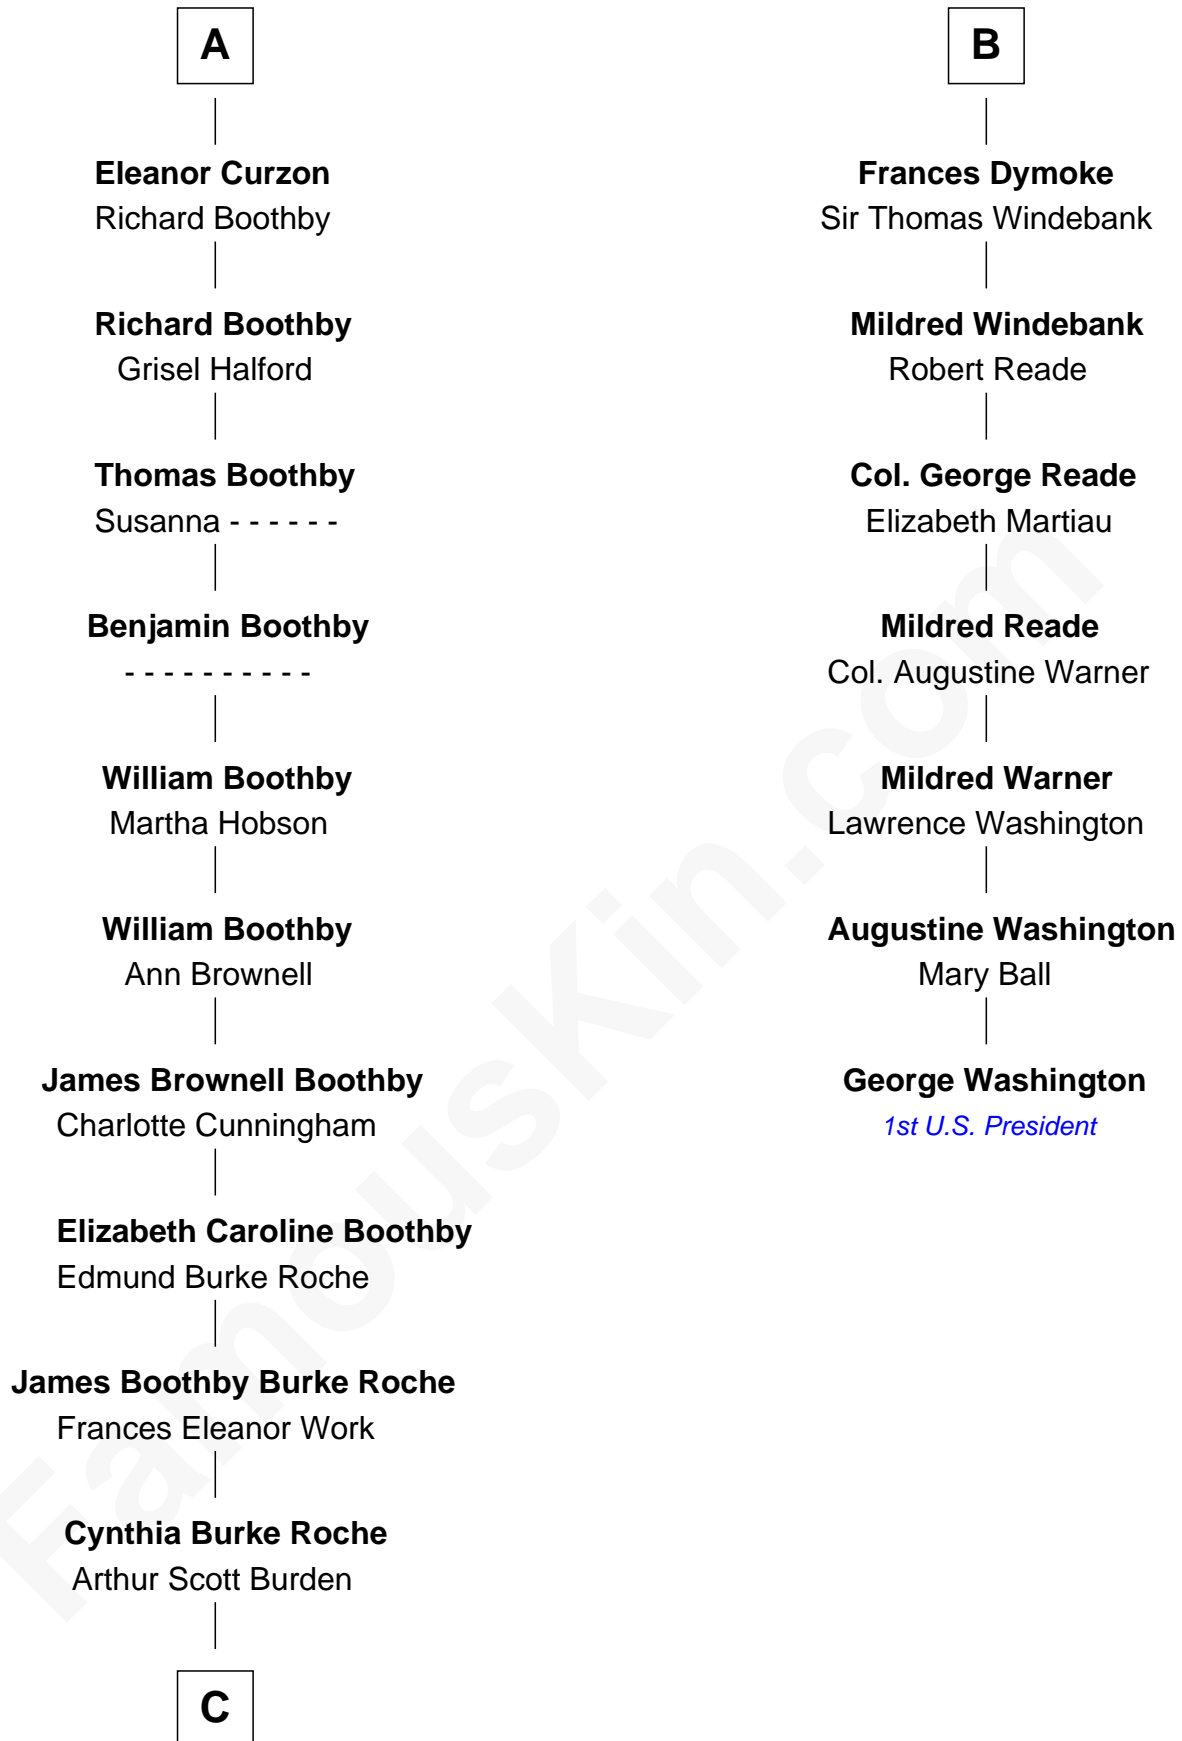 A
Eleanor Curzon
Richard Boothby
Richard Boothby
Grisel Halford
Thomas Boothby
Susanna - - - - - -
Benjamin Boothby
- - - - - - - - - -
William Boothby
Martha Hobson
William Boothby
Ann Brownell
James Brownell Boothby
Charlotte Cunningham
Elizabeth Caroline Boothby
Edmund Burke Roche
James Boothby Burke Roche
Frances Eleanor Work
Cynthia Burke Roche
Arthur Scott Burden
C
B
Frances Dymoke
Sir Thomas Windebank
Mildred Windebank
Robert Reade
Col. George Reade
Elizabeth Martiau
Mildred Reade
Col. Augustine Warner
Mildred Warner
Lawrence Washington
Augustine Washington
Mary Ball
George Washington
1st U.S. President
FamousKin.com